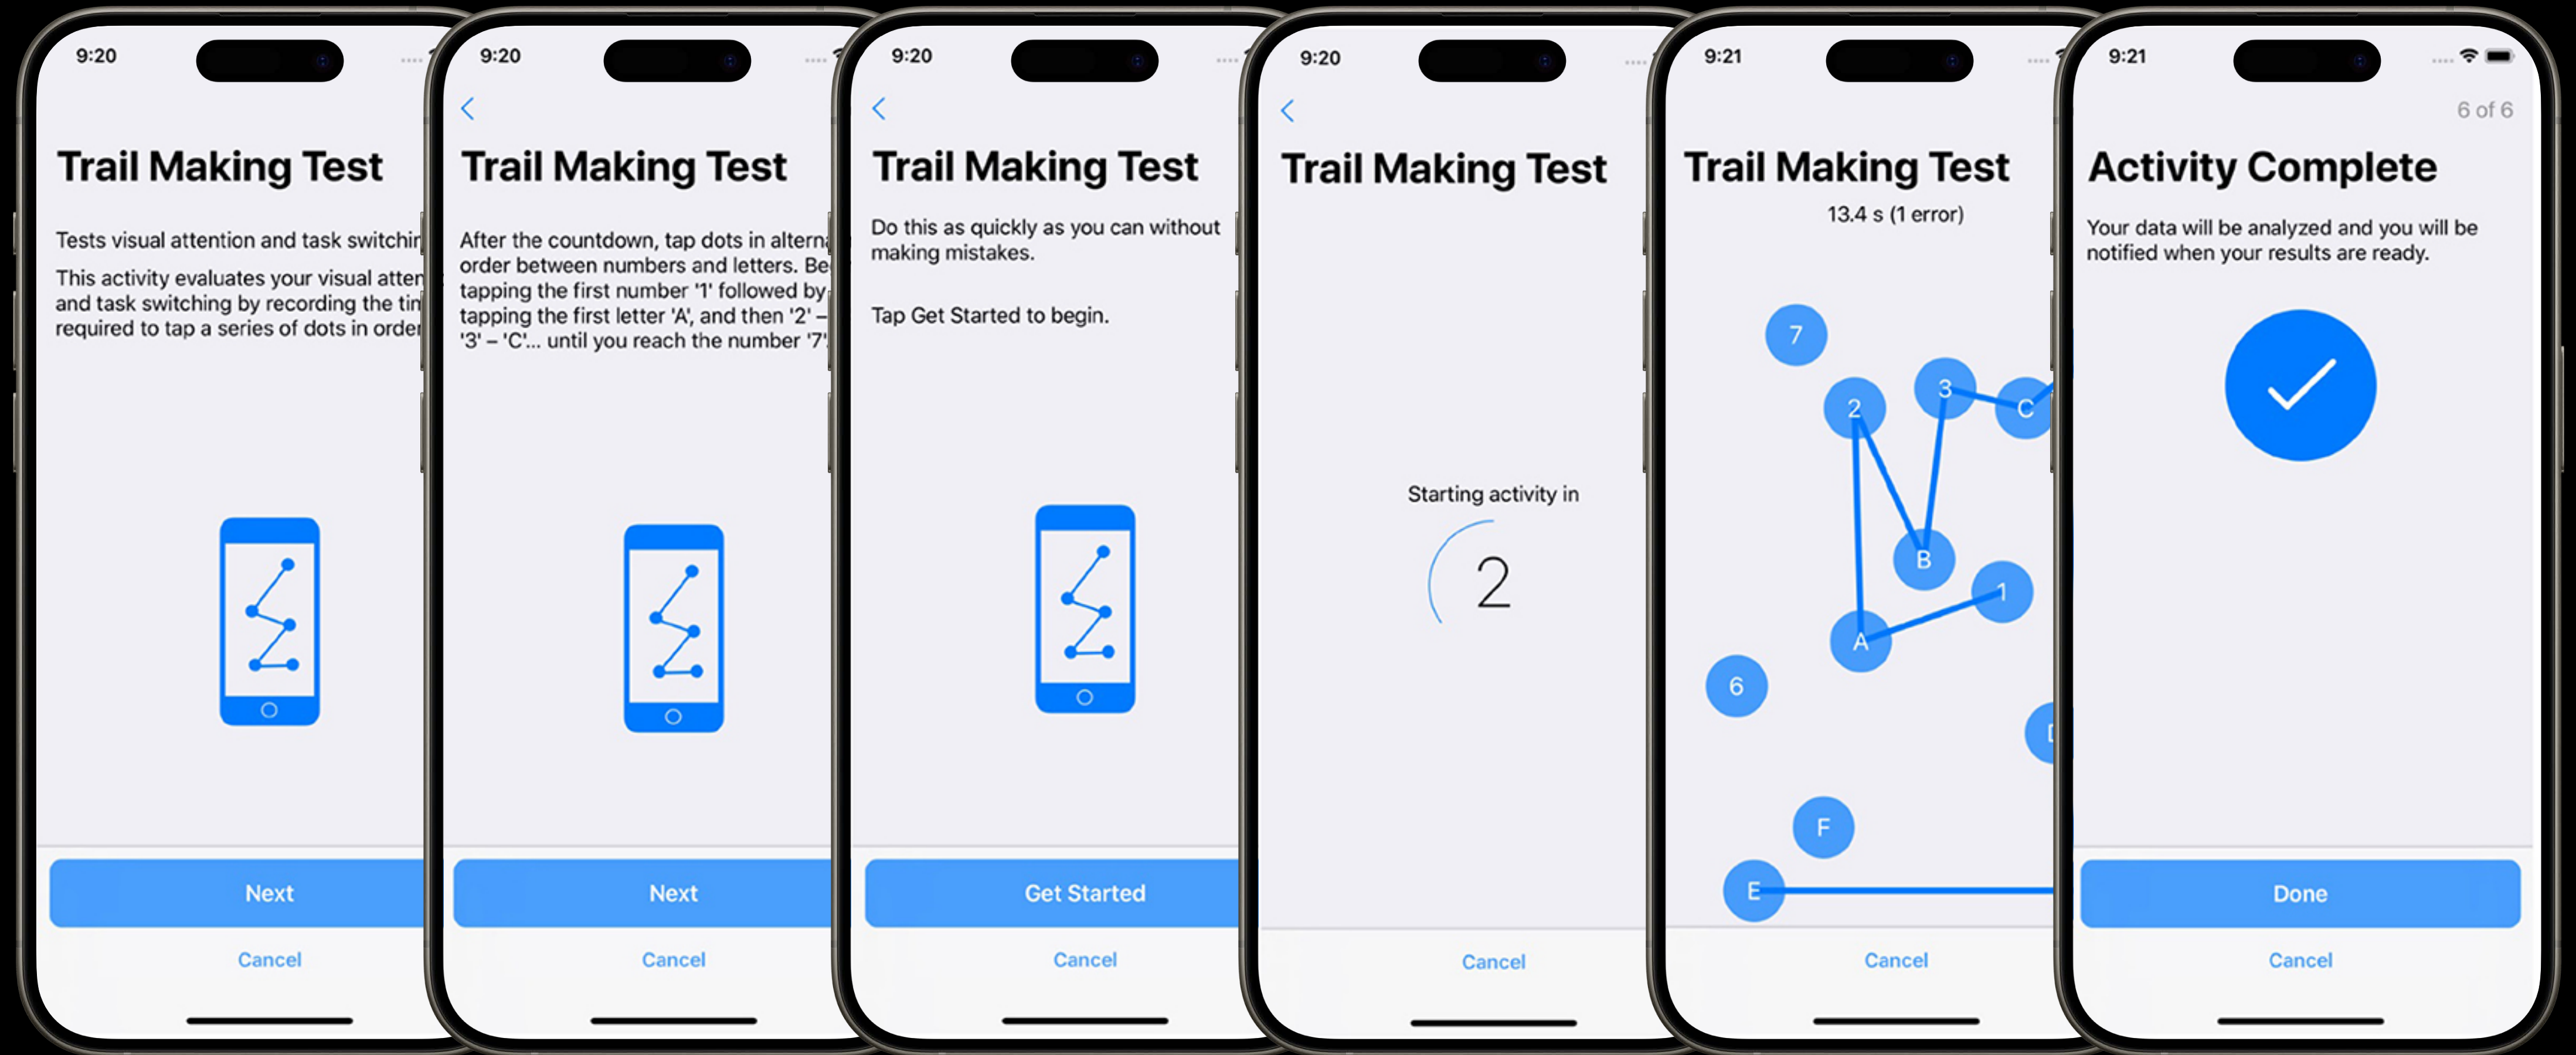 9:20
Trail Making Test
Tests visual attention and task
This activity evaluates your visual
and task switching by recording the
required to tap a series of dots in order
Next
Cancel
9:20
Trail Making Test
After the countdown, tap dots in
order between numbers and letters.
tapping the first number '1' followed by
tapping the first letter 'A', and then '2' –
'3' – 'C'... until you reach the number '7'
Next
Cancel
9:20
Trail Making Test
Do this as quickly as you can without
making mistakes.
Tap Get Started to begin.
Get Started
Cancel
9:20
Trail Making Test
Starting activity in
2
Cancel
9:21
Trail Making Test
13.4 s (1 error)
7
3
2
C
B
1
A
6
F
E
Cancel
9:21
6 of 6
Activity Complete
Your data will be analyzed and you will be
notified when your results are ready.
Done
Cancel